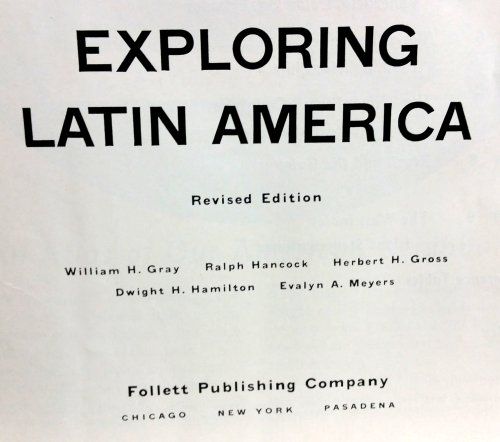 EXPLORING
LATIN AMERICA
Revised Edition
William H. Gray Ralph Hancock Herbert H. Gross
Dwight H. Hamilton Evalyn A. Meyers
Follett Publishing Company
CHICAGO NEW YORK PASADENA